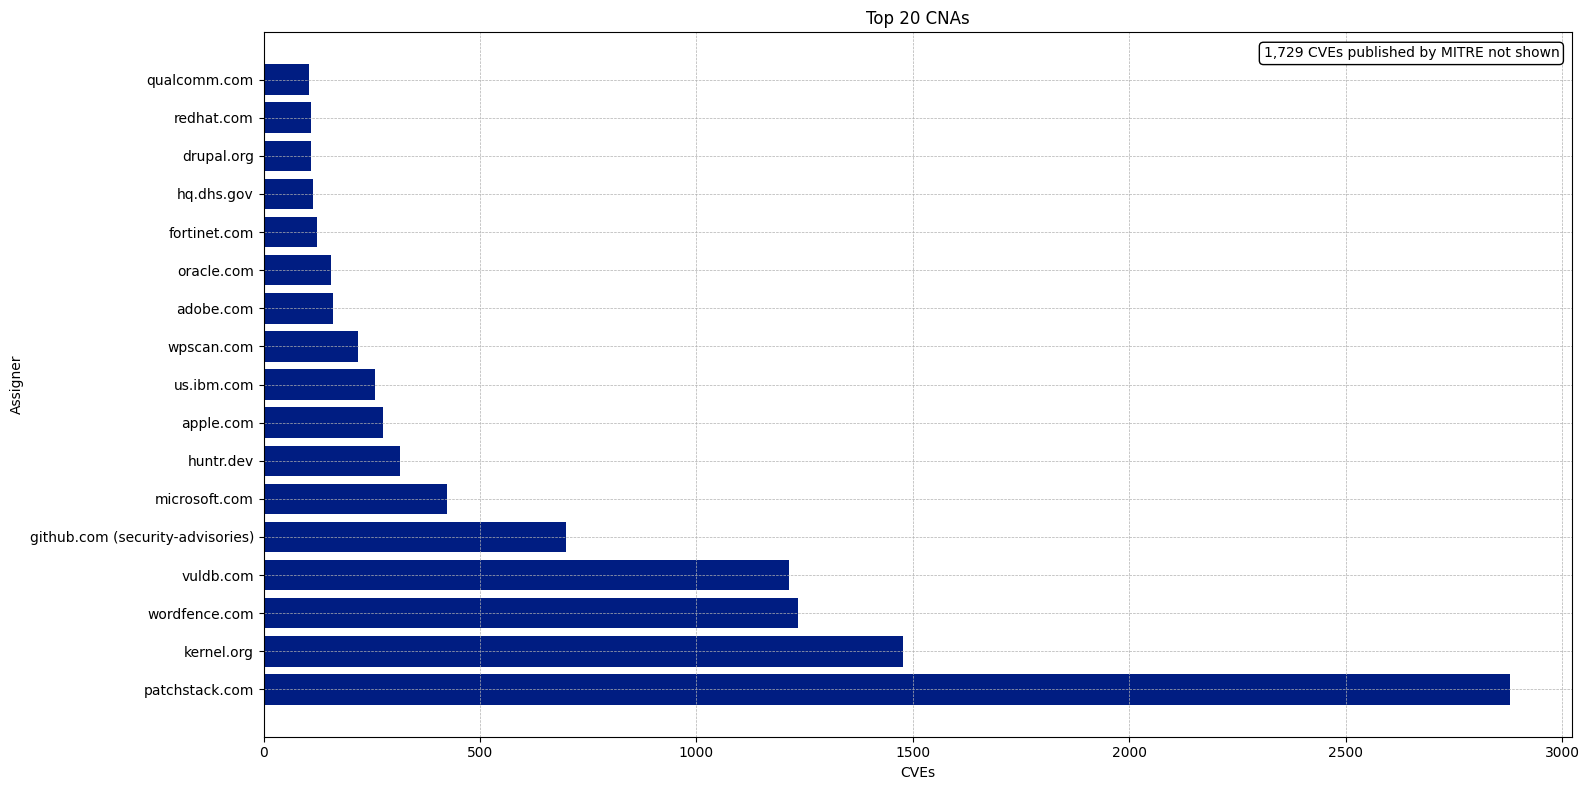 Top 20 CNAs
1,729 CVEs published by MITRE not shown
Assigner
qualcomm.com
redhat.com
drupal.org
hq.dhs.gov
fortinet.com
oracle.com
adobe.com
wpscan.com
us.ibm.com
apple.com
huntr.dev
microsoft.com
github.com (security-advisories)
vuldb.com
wordfence.com
kernel.org
patchstack.com
0 500 1000 1500 2000 2500 3000
CVEs